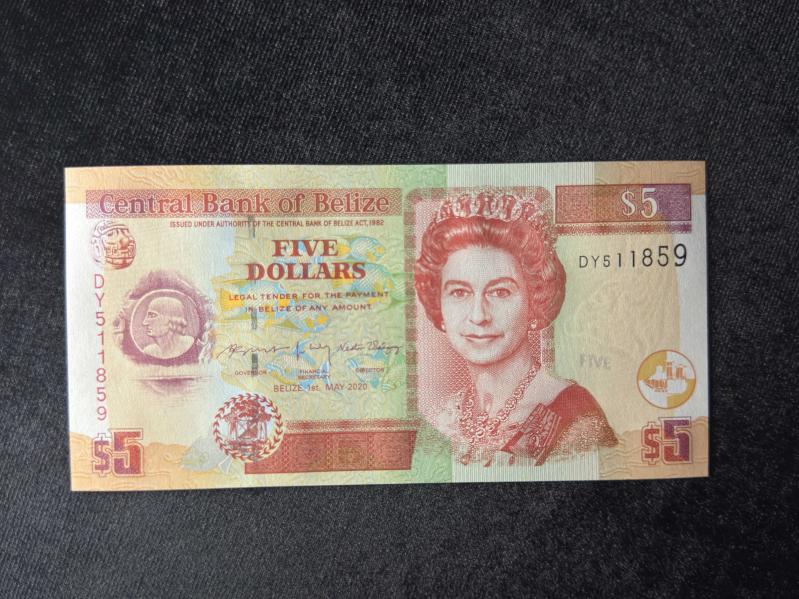 Central Bank of Belize
$5
ISSUED UNDER AUTHORITY OF THE CENTRAL BANK OF BELIZE ACT, 1982
FIVE
DOLLARS
DY511859
LEGAL TENDER FOR THE PAYMENT
IN BELIZE OF ANY AMOUNT
DY511859
FIVE
GOVERNOR
FINANCIAL SECRETARY
DIRECTOR
BELIZE 1st. MAY 2020
$5
$5